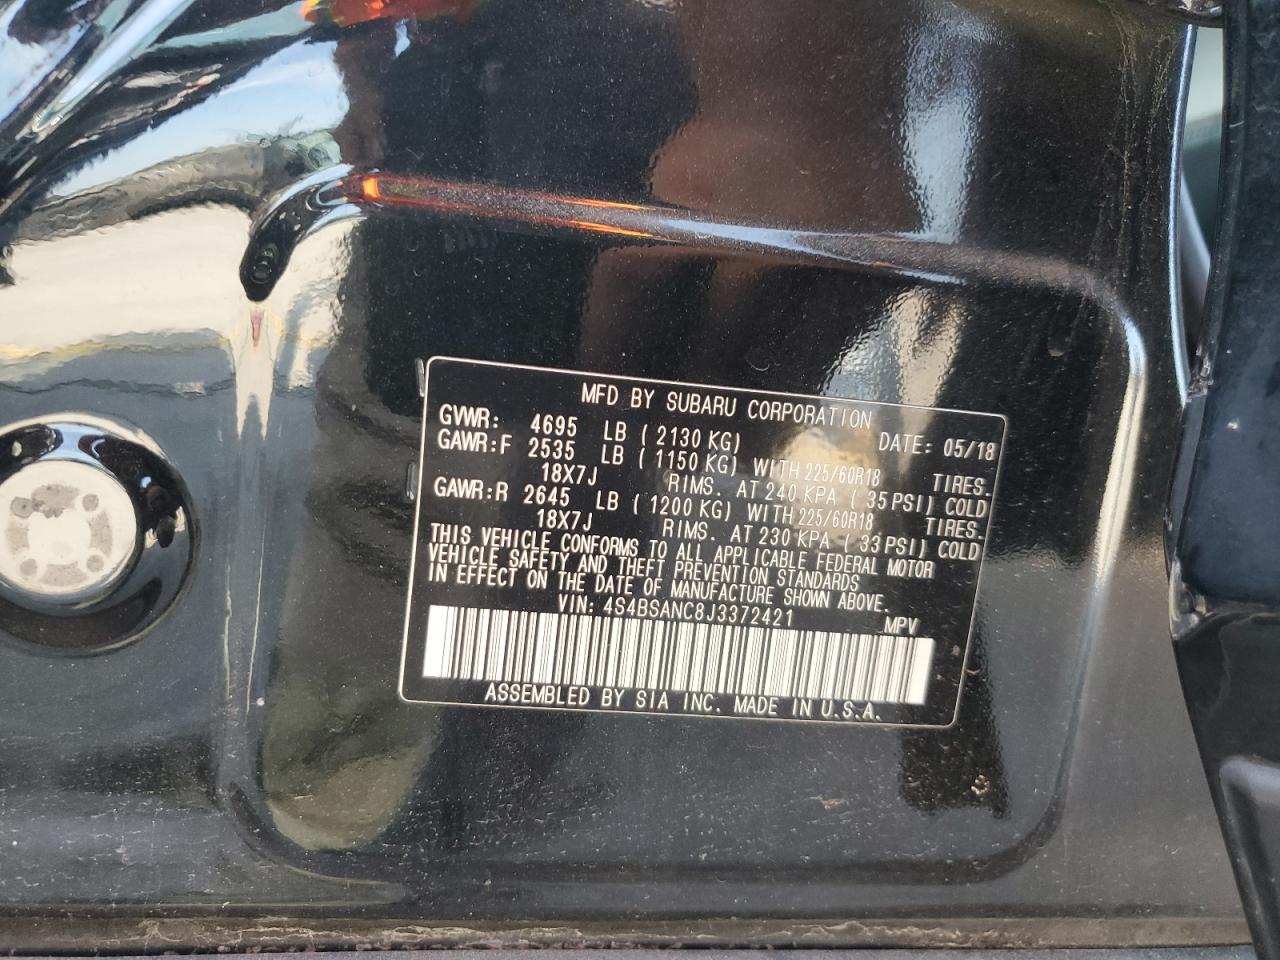 MFD BY SUBARU CORPORATION
GVWR: 4695 LB ( 2130 KG) DATE: 05/18
GAWR:F 2535 LB ( 1150 KG) WITH 225/60R18 TIRES.
18X7J RIMS. AT 240 KPA ( 35 PSI) COLD
GAWR:R 2645 LB ( 1200 KG) WITH 225/60R18 TIRES.
18X7J RIMS. AT 230 KPA ( 33 PSI) COLD
THIS VEHICLE CONFORMS TO ALL APPLICABLE FEDERAL MOTOR
VEHICLE SAFETY AND THEFT PREVENTION STANDARDS
IN EFFECT ON THE DATE OF MANUFACTURE SHOWN ABOVE.
VIN: 4S4BSANC8J3372421 MPV
ASSEMBLED BY SIA INC. MADE IN U.S.A.